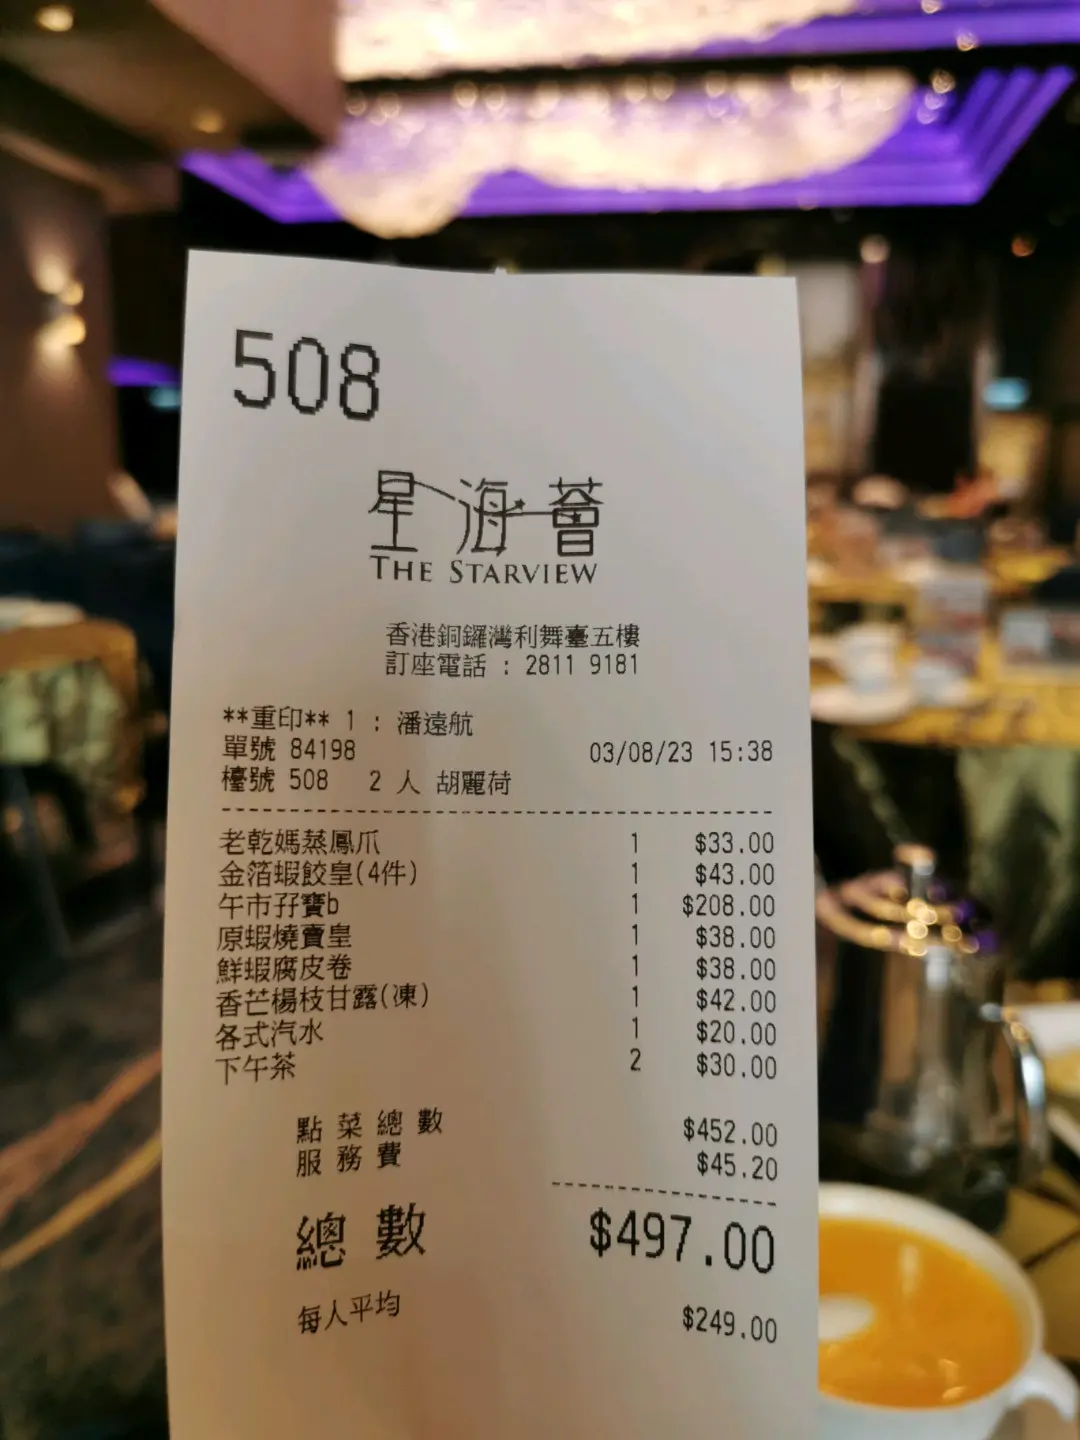 508
星海薈
THE STARVIEW
香港銅鑼灣利舞臺五樓
訂座電話 : 2811 9181
**重印** 1 : 潘遠航
單號 84198 03/08/23 15:38
檯號 508 2 人 胡麗荷
老乾媽蒸鳳爪 1 $33.00
金箔蝦餃皇(4件) 1 $43.00
午市孖寶b 1 $208.00
原蝦燒賣皇 1 $38.00
鮮蝦腐皮卷 1 $38.00
香芒楊枝甘露(凍) 1 $42.00
各式汽水 1 $20.00
下午茶 2 $30.00
點菜總數 $452.00
服務費 $45.20
總數 $497.00
每人平均 $249.00